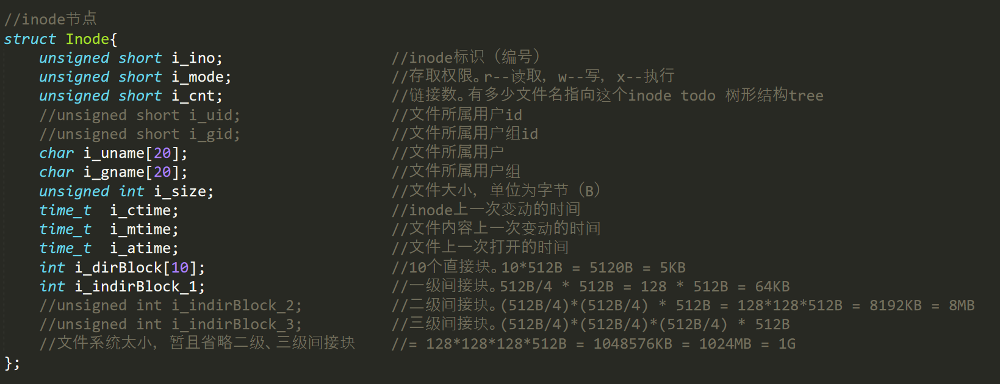 //inode节点
struct Inode{
    unsigned short i_ino;                   //inode标识（编号）
    unsigned short i_mode;                  //存取权限。r--读取，w--写，x--执行
    unsigned short i_cnt;                   //链接数。有多少文件名指向这个inode todo 树形结构tree
    //unsigned short i_uid;                 //文件所属用户id
    //unsigned short i_gid;                 //文件所属用户组id
    char i_uname[20];                       //文件所属用户
    char i_gname[20];                       //文件所属用户组
    unsigned int i_size;                    //文件大小，单位为字节（B）
    time_t  i_ctime;                        //inode上一次变动的时间
    time_t  i_mtime;                        //文件内容上一次变动的时间
    time_t  i_atime;                        //文件上一次打开的时间
    int i_dirBlock[10];                     //10个直接块。10*512B = 5120B = 5KB
    int i_indirBlock_1;                     //一级间接块。512B/4 * 512B = 128 * 512B = 64KB
    //unsigned int i_indirBlock_2;          //二级间接块。(512B/4)*(512B/4) * 512B = 128*128*512B = 8192KB = 8MB
    //unsigned int i_indirBlock_3;          //三级间接块。(512B/4)*(512B/4)*(512B/4) * 512B
    //文件系统太小，暂且省略二级、三级间接块    //= 128*128*128*512B = 1048576KB = 1024MB = 1G
};